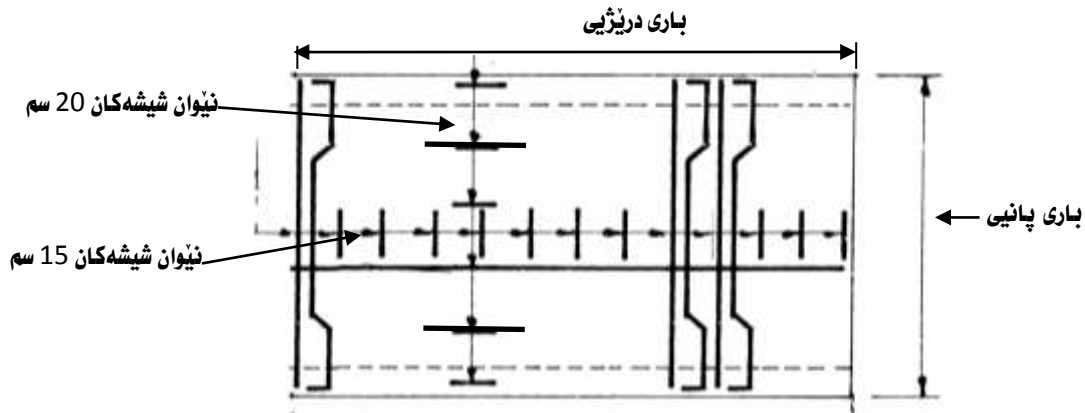 باری درێژیی
نێوان شیشەکان 20 سم
باری پانیی
نێوان شیشەکان 15 سم